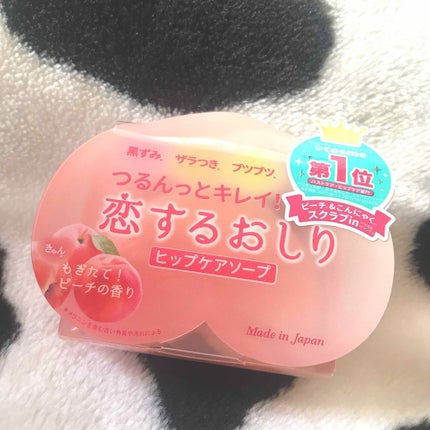 黒ずみ、ザラつき、ブツブツ、
つるんっとキレイ!
恋するおしり
ヒップケアソープ
きゅん
もぎたて!
ピーチの香り
Made in Japan
@cosme
第1位
ピーチ&こんにゃく
スクラブin